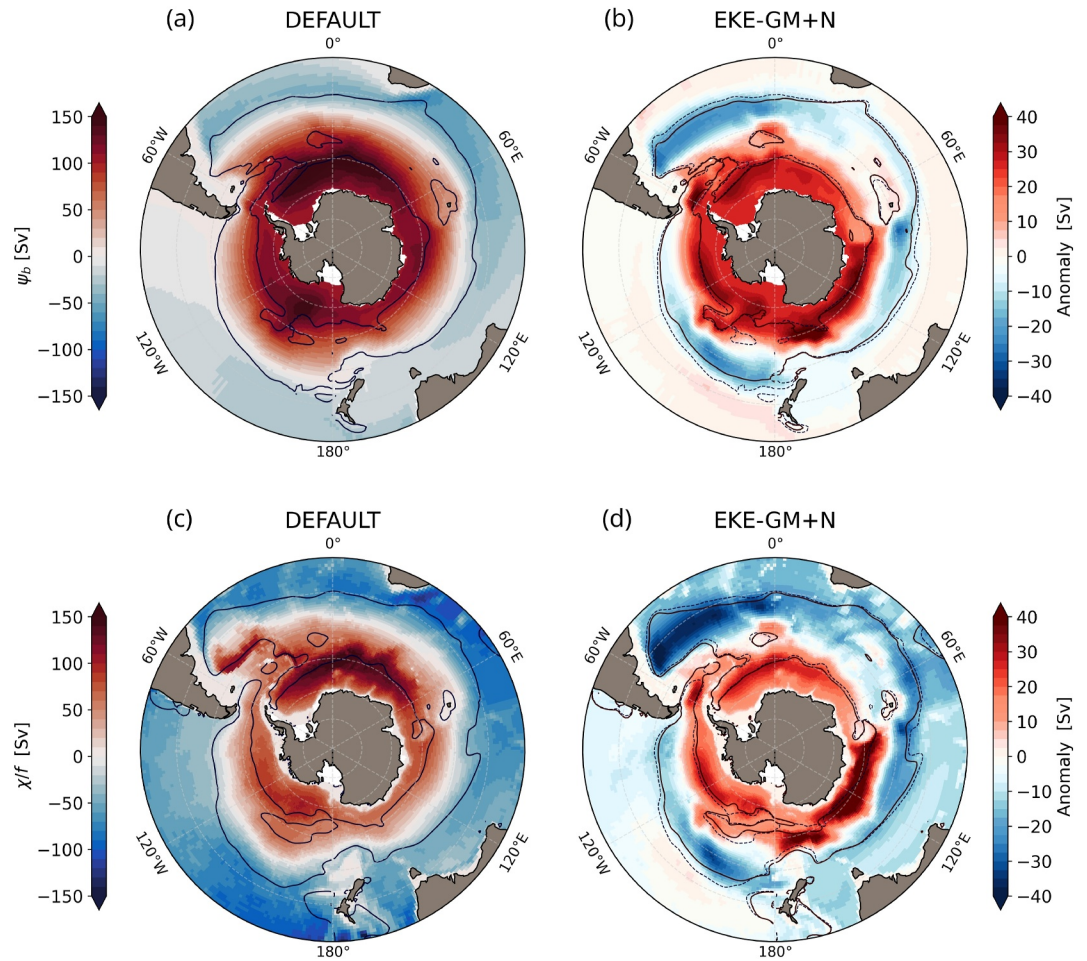 (a) DEFAULT
0°
60°W
60°E
120°W
120°E
180°
150
100
50
0
−50
−100
−150
ψb [Sv]
(b) EKE-GM+N
0°
60°W
60°E
120°W
120°E
180°
40
30
20
10
0
−10
−20
−30
−40
Anomaly [Sv]
(c) DEFAULT
0°
60°W
60°E
120°W
120°E
180°
150
100
50
0
−50
−100
−150
χ/f [Sv]
(d) EKE-GM+N
0°
60°W
60°E
120°W
120°E
180°
40
30
20
10
0
−10
−20
−30
−40
Anomaly [Sv]